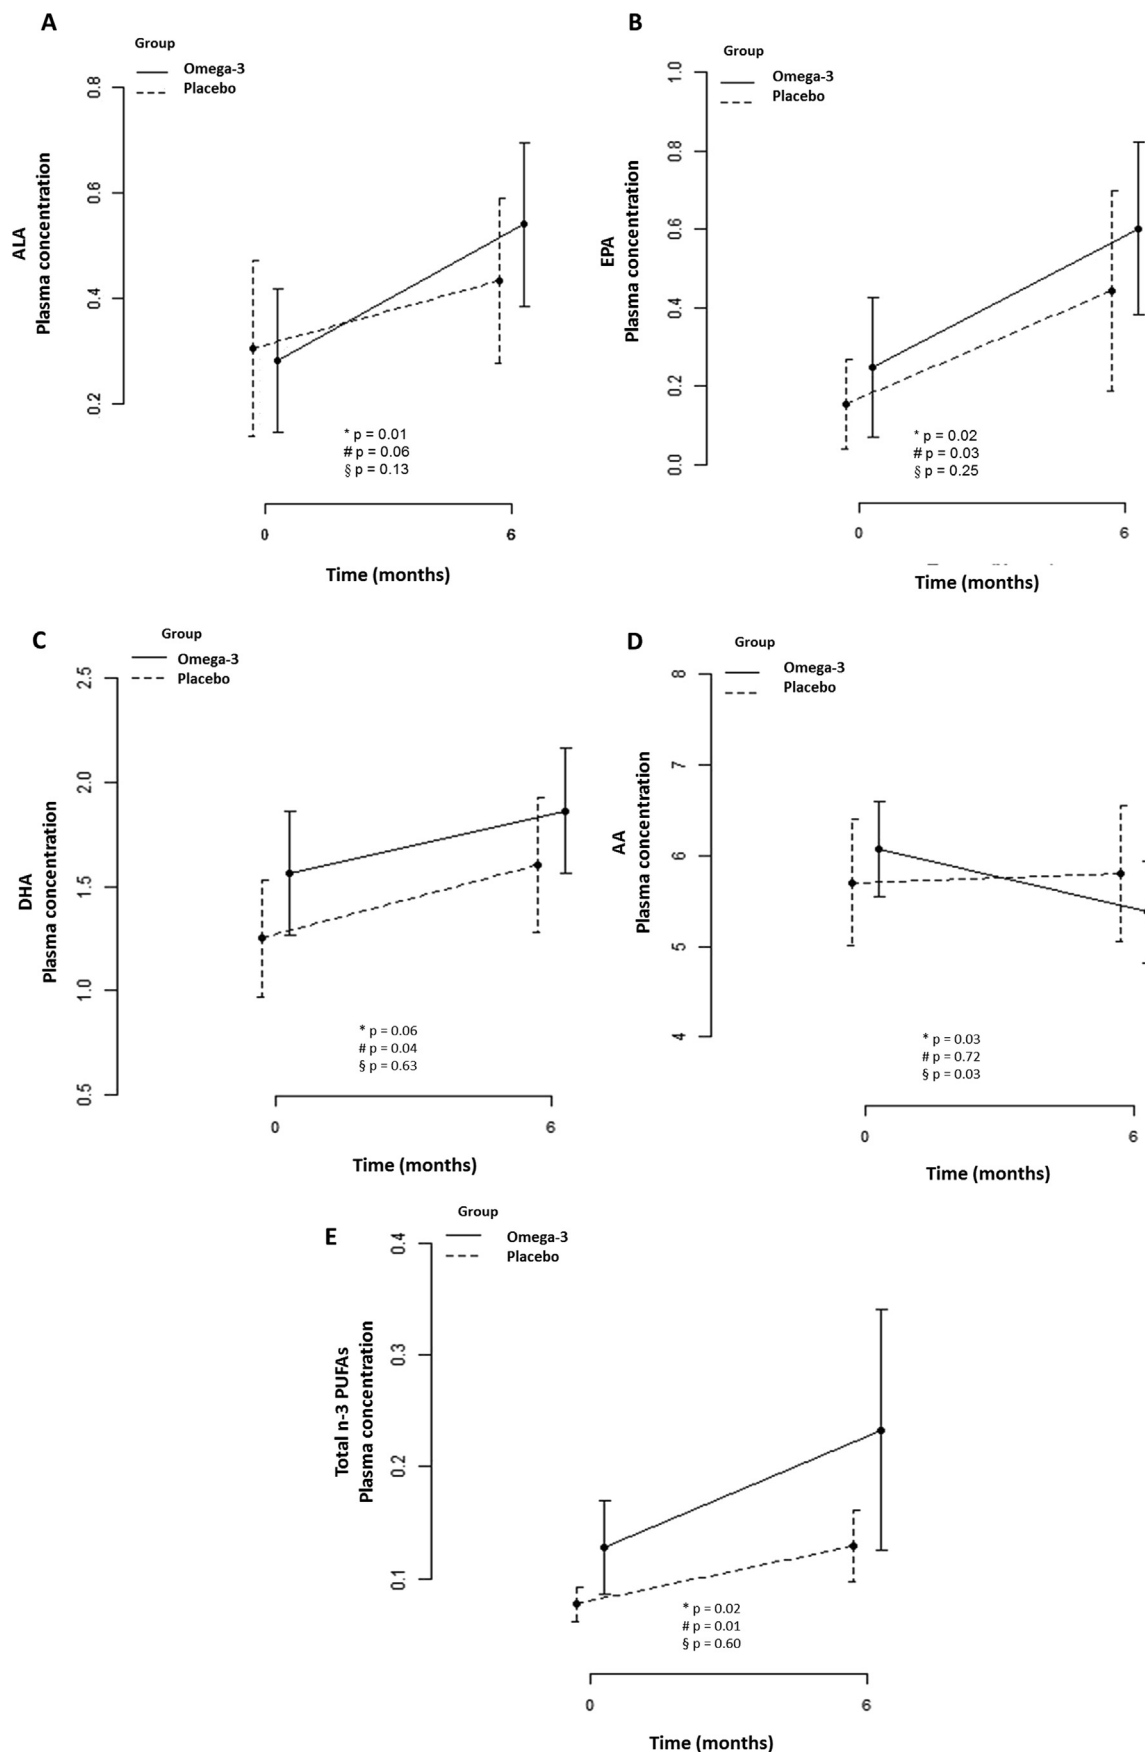 A
Group
Omega-3
Placebo
ALA
Plasma concentration
0.8
0.6
0.4
0.2
* p = 0.01
# p = 0.06
§ p = 0.13
0 6
Time (months)
B
Group
Omega-3
Placebo
EPA
Plasma concentration
1.0
0.8
0.6
0.4
0.2
0.0
* p = 0.02
# p = 0.03
§ p = 0.25
0 6
Time (months)
C
Group
Omega-3
Placebo
DHA
Plasma concentration
2.5
2.0
1.5
1.0
0.5
* p = 0.06
# p = 0.04
§ p = 0.63
0 6
Time (months)
D
Group
Omega-3
Placebo
AA
Plasma concentration
8
7
6
5
4
* p = 0.03
# p = 0.72
§ p = 0.03
0 6
Time (months)
E
Group
Omega-3
Placebo
Total n-3 PUFAs
Plasma concentration
0.4
0.3
0.2
0.1
* p = 0.02
# p = 0.01
§ p = 0.60
0 6
Time (months)